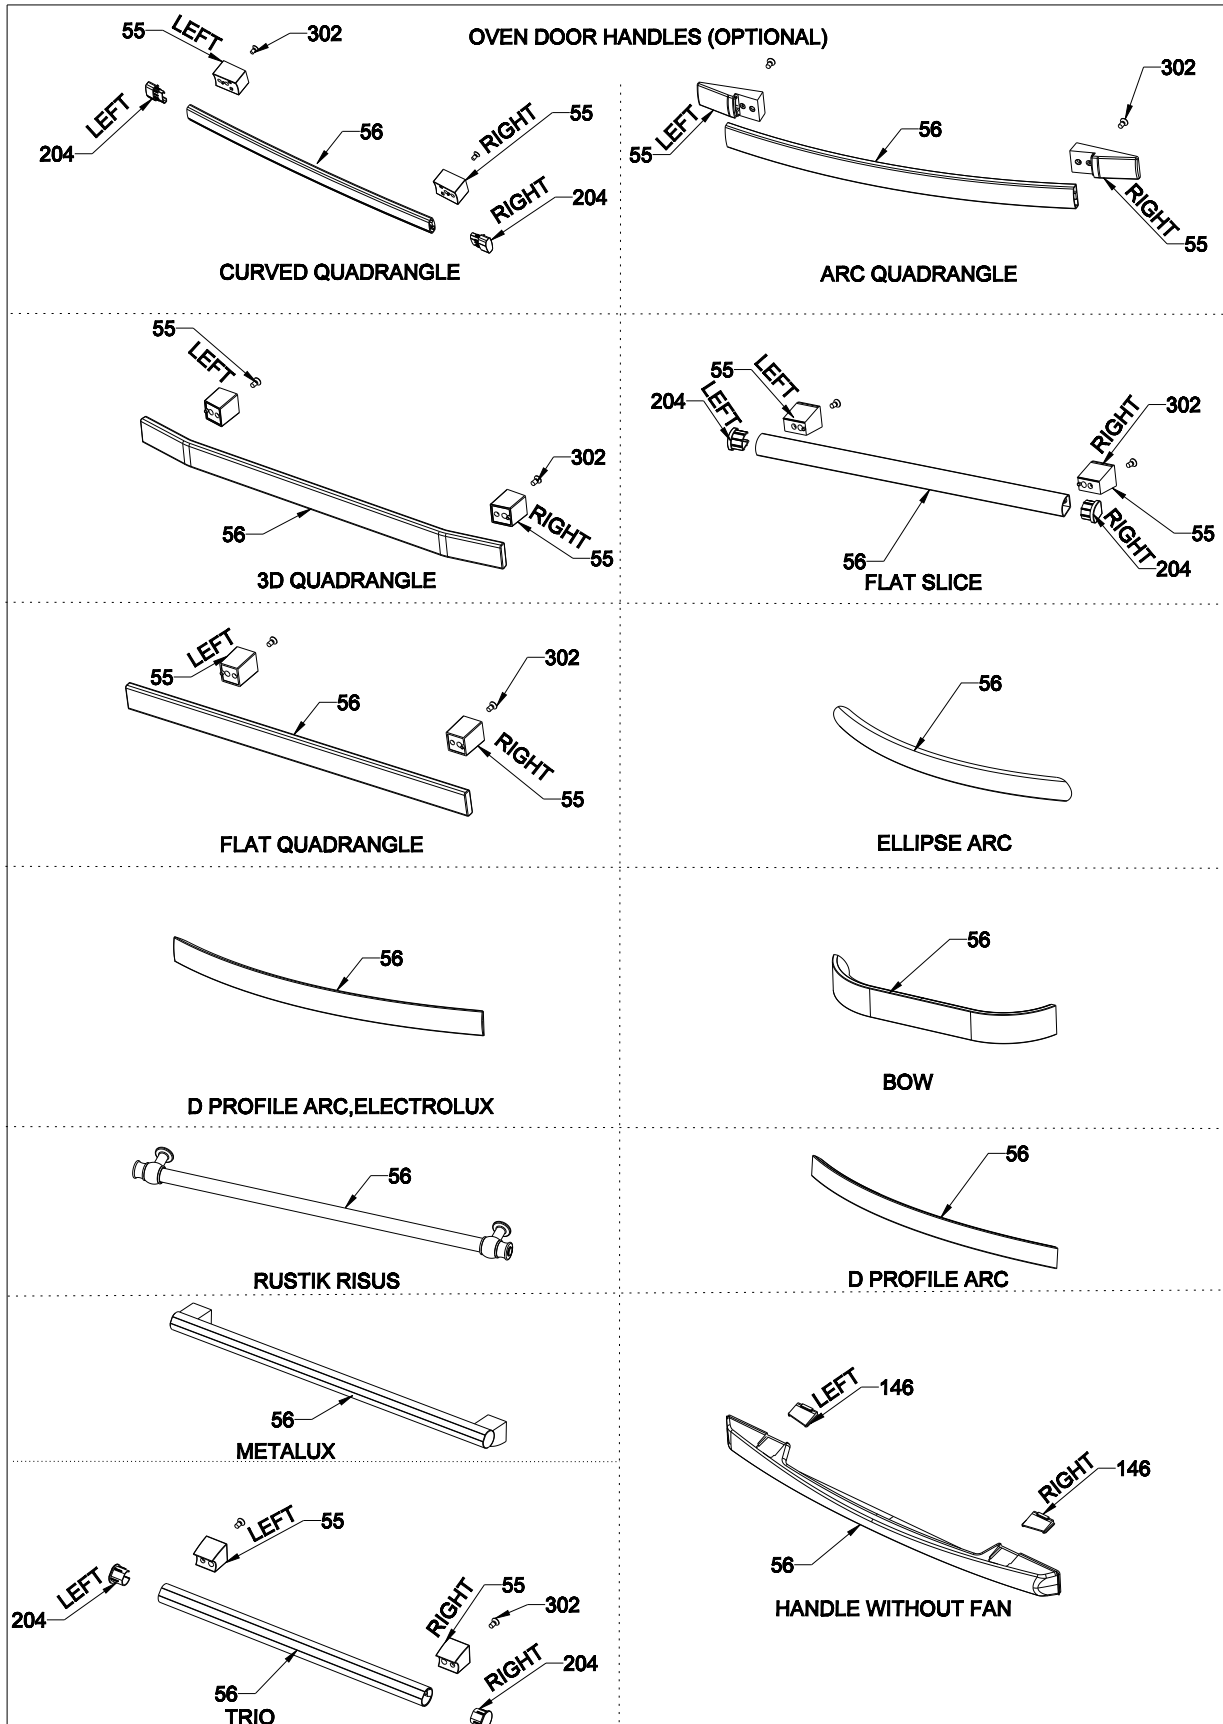 OVEN DOOR HANDLES (OPTIONAL)
55
LEFT
302
LEFT
204
56
RIGHT
55
RIGHT
204
CURVED QUADRANGLE
302
LEFT
55
56
RIGHT
55
ARC QUADRANGLE
55
LEFT
302
56
RIGHT
55
3D QUADRANGLE
55
LEFT
204
LEFT
RIGHT
302
55
56
RIGHT
204
FLAT SLICE
LEFT
55
302
56
RIGHT
55
FLAT QUADRANGLE
56
ELLIPSE ARC
56
D PROFILE ARC,ELECTROLUX
56
BOW
56
RUSTIK RISUS
56
D PROFILE ARC
56
METALUX
LEFT
146
RIGHT
146
56
HANDLE WITHOUT FAN
LEFT
55
LEFT
204
55
RIGHT
302
RIGHT
204
56
TRIO